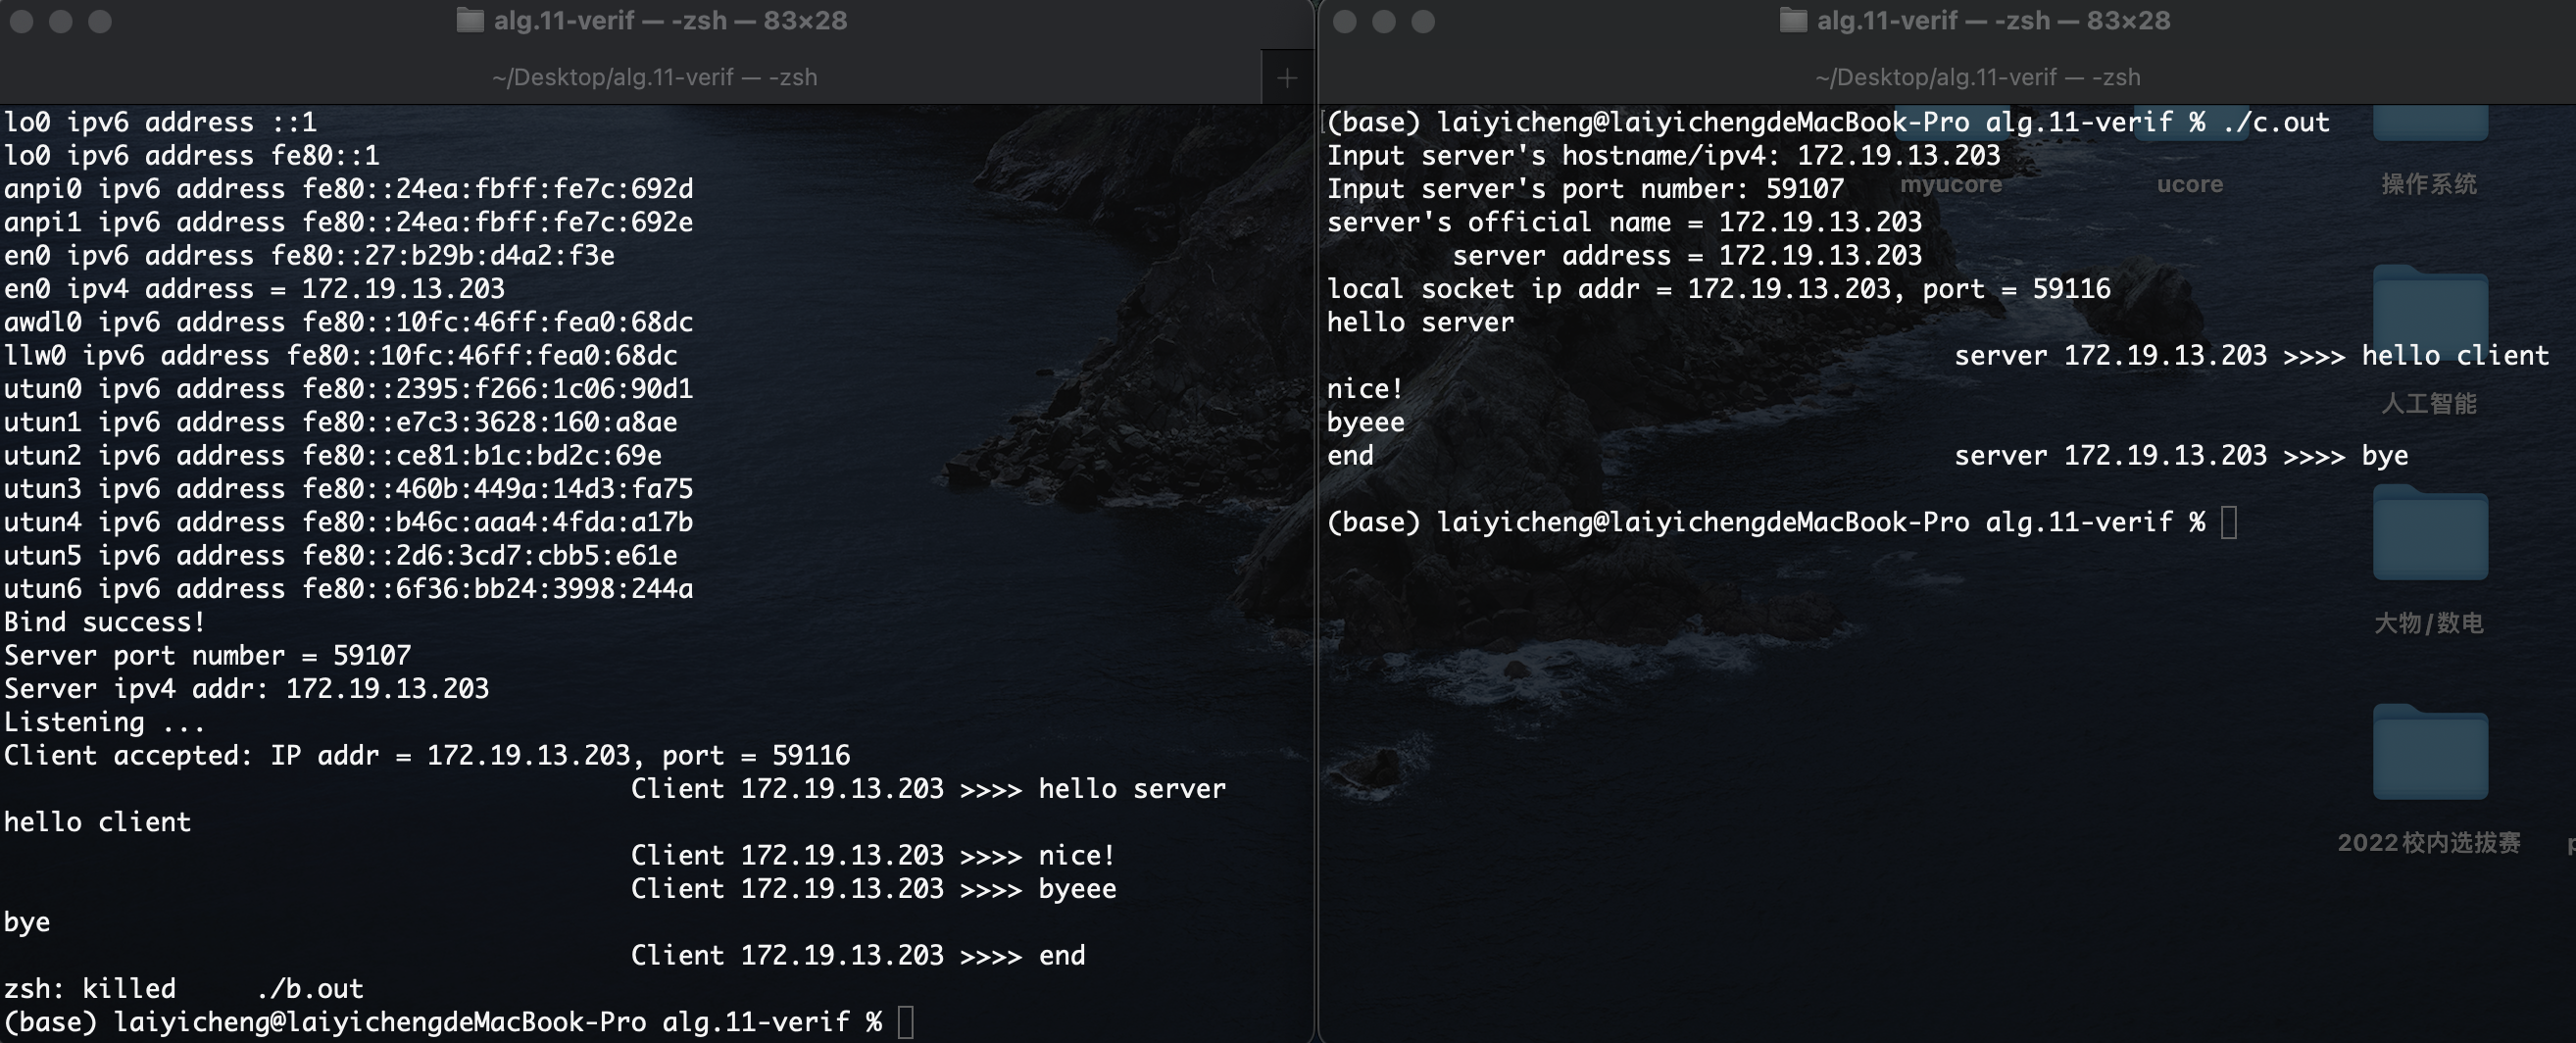 alg.11-verif — -zsh — 83×28
~/Desktop/alg.11-verif — -zsh
lo0 ipv6 address ::1
lo0 ipv6 address fe80::1
anpi0 ipv6 address fe80::24ea:fbff:fe7c:692d
anpi1 ipv6 address fe80::24ea:fbff:fe7c:692e
en0 ipv6 address fe80::27:b29b:d4a2:f3e
en0 ipv4 address = 172.19.13.203
awdl0 ipv6 address fe80::10fc:46ff:fea0:68dc
llw0 ipv6 address fe80::10fc:46ff:fea0:68dc
utun0 ipv6 address fe80::2395:f266:1c06:90d1
utun1 ipv6 address fe80::e7c3:3628:160:a8ae
utun2 ipv6 address fe80::ce81:b1c:bd2c:69e
utun3 ipv6 address fe80::460b:449a:14d3:fa75
utun4 ipv6 address fe80::b46c:aaa4:4fda:a17b
utun5 ipv6 address fe80::2d6:3cd7:cbb5:e61e
utun6 ipv6 address fe80::6f36:bb24:3998:244a
Bind success!
Server port number = 59107
Server ipv4 addr: 172.19.13.203
Listening ...
Client accepted: IP addr = 172.19.13.203, port = 59116
Client 172.19.13.203 >>>> hello server
hello client
Client 172.19.13.203 >>>> nice!
Client 172.19.13.203 >>>> byeee
bye
Client 172.19.13.203 >>>> end
zsh: killed     ./b.out
(base) laiyicheng@laiyichengdeMacBook-Pro alg.11-verif %
alg.11-verif — -zsh — 83×28
~/Desktop/alg.11-verif — -zsh
(base) laiyicheng@laiyichengdeMacBook-Pro alg.11-verif % ./c.out
Input server's hostname/ipv4: 172.19.13.203
Input server's port number: 59107
server's official name = 172.19.13.203
server address = 172.19.13.203
local socket ip addr = 172.19.13.203, port = 59116
hello server
server 172.19.13.203 >>>> hello client
nice!
byeee
end server 172.19.13.203 >>>> bye
(base) laiyicheng@laiyichengdeMacBook-Pro alg.11-verif %
myucore
ucore
操作系统
人工智能
大物/数电
2022校内选拔赛